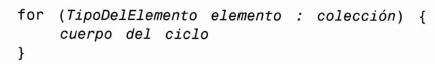 for (TipoDelElemento elemento : colección) {
cuerpo del ciclo
}